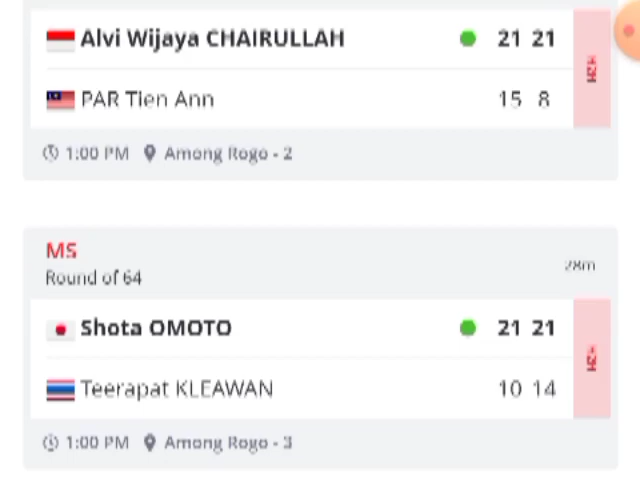 Alvi Wijaya CHAIRULLAH 21 21
PAR Tien Ann 15 8
1:00 PM Among Rogo - 2
MS
Round of 64
28m
Shota OMOTO 21 21
Teerapat KLEAWAN 10 14
1:00 PM Among Rogo - 3